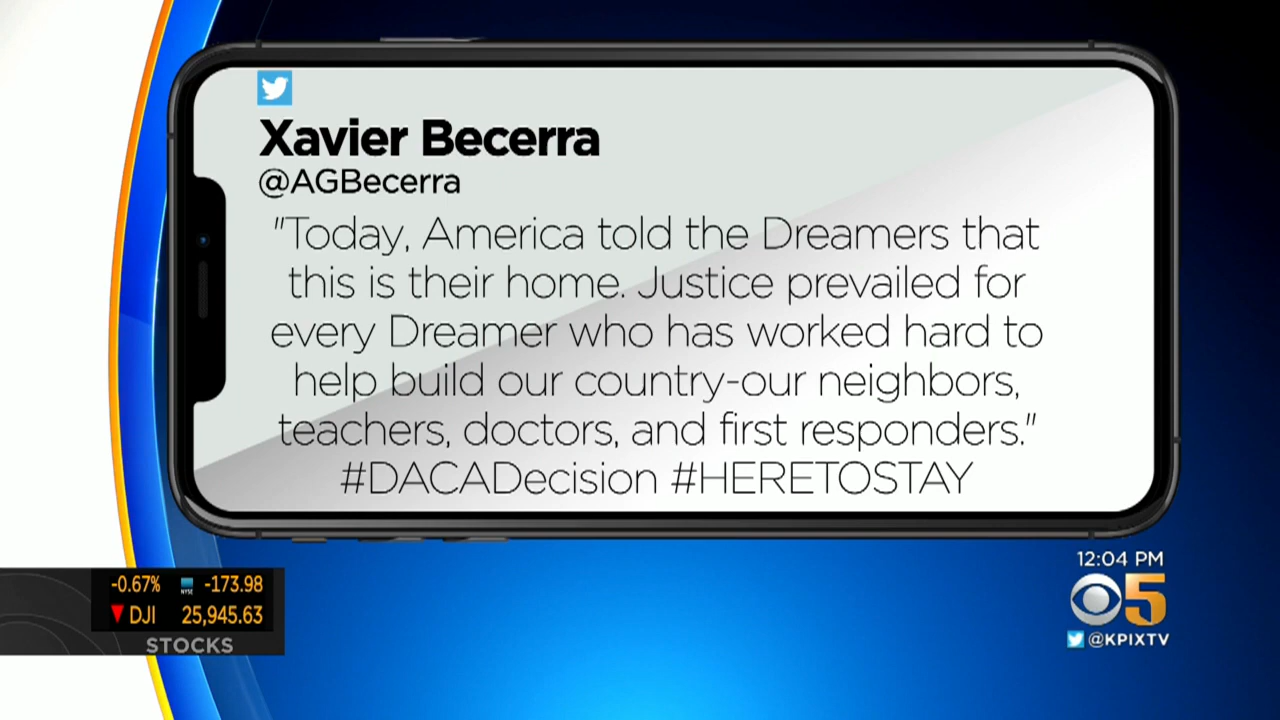 Xavier Becerra
@AGBecerra
"Today, America told the Dreamers that
this is their home. Justice prevailed for
every Dreamer who has worked hard to
help build our country-our neighbors,
teachers, doctors, and first responders."
#DACADecision #HERETOSTAY
-0.67% NYSE -173.98
DJI 25,945.63
STOCKS
12:04 PM
5
@KPIXTV